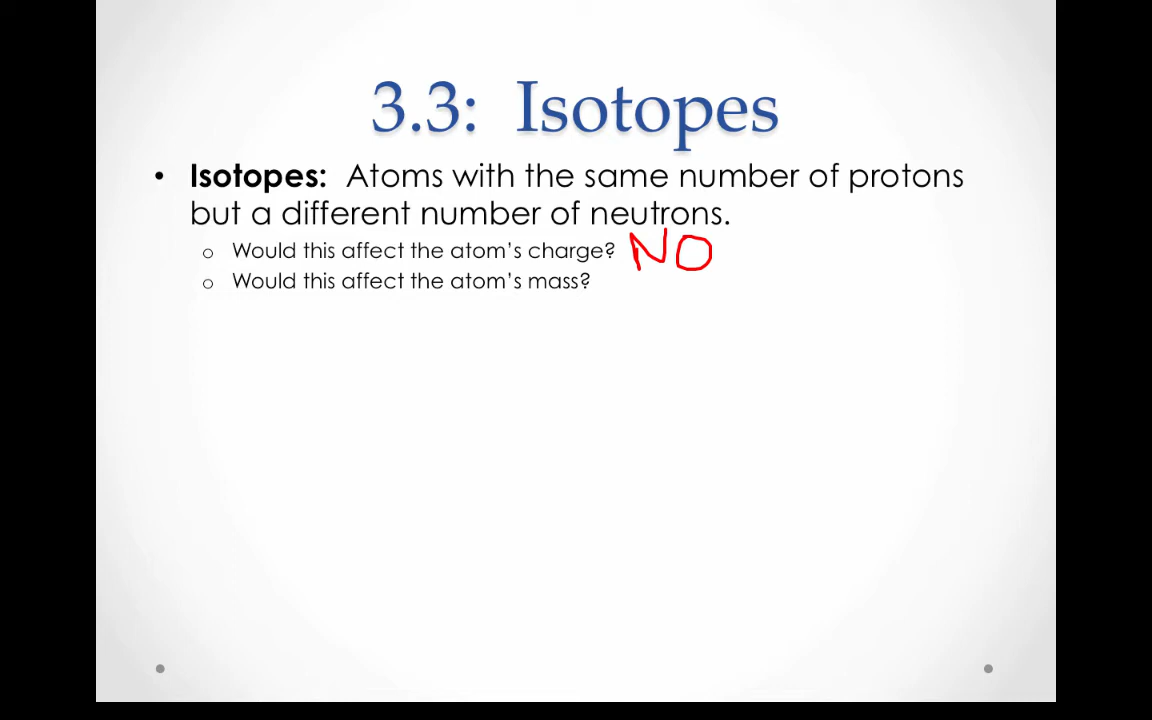 3.3: Isotopes
• Isotopes: Atoms with the same number of protons
but a different number of neutrons.
o Would this affect the atom's charge? NO
o Would this affect the atom's mass?